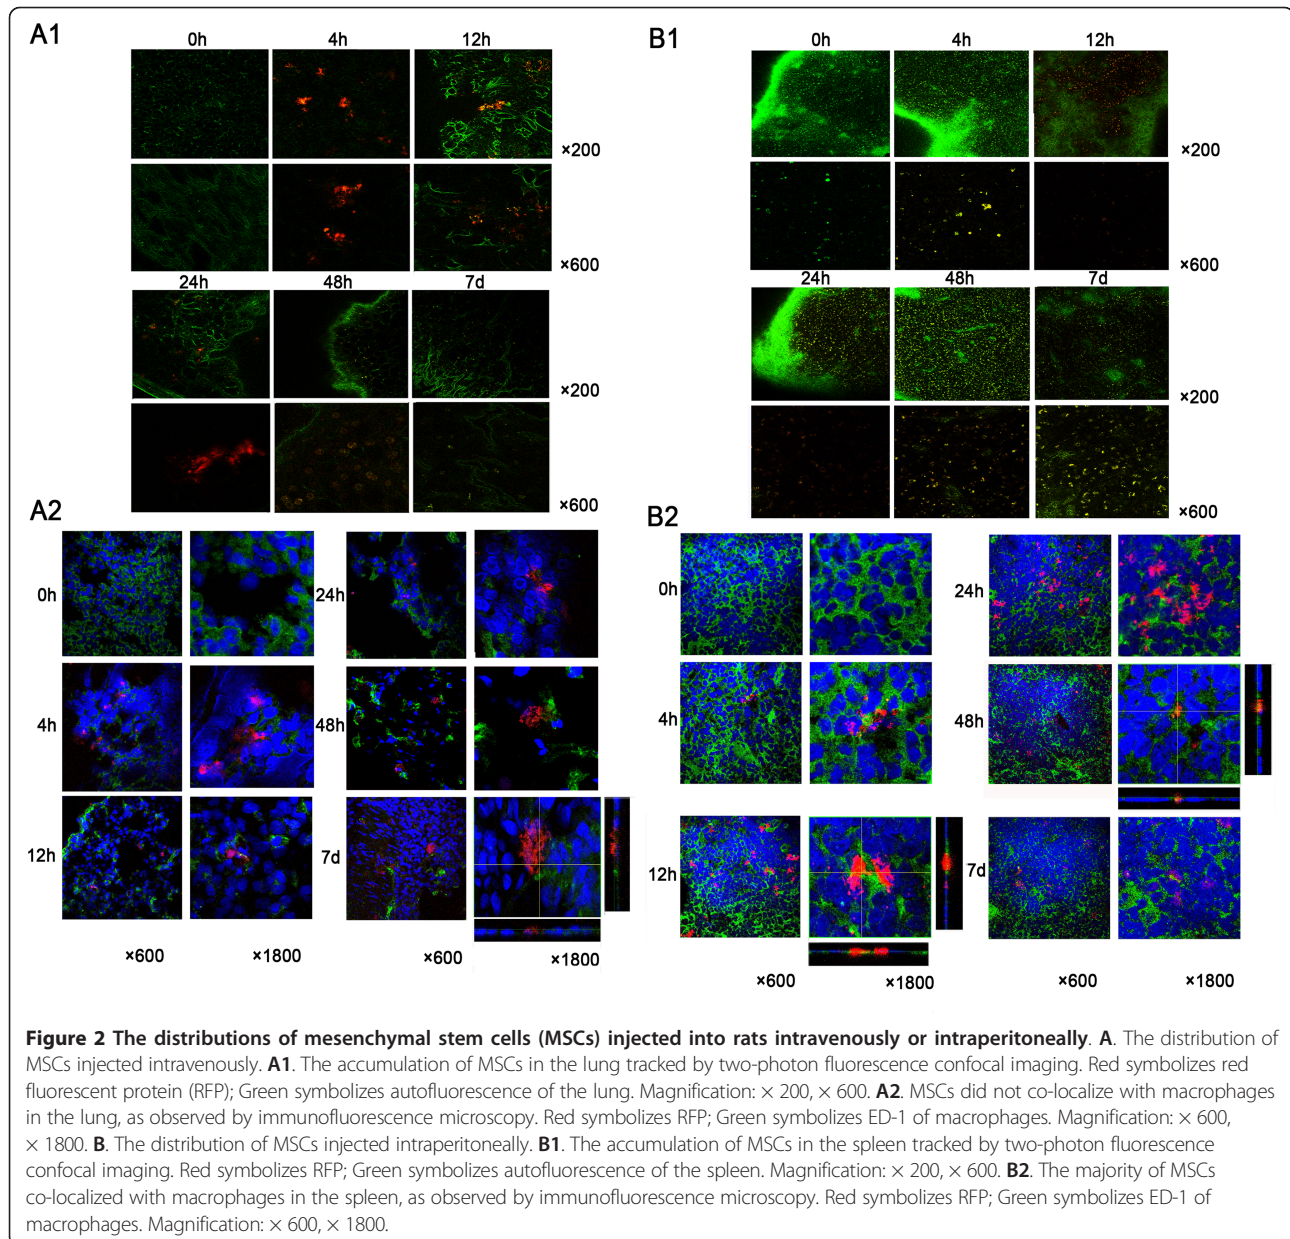 A1
0h 4h 12h
×200
×600
24h 48h 7d
×200
×600
B1
0h 4h 12h
×200
×600
24h 48h 7d
×200
×600
A2
0h 24h
4h 48h
12h 7d
×600 ×1800 ×600 ×1800
B2
0h 24h
4h 48h
12h 7d
×600 ×1800 ×600 ×1800
Figure 2 The distributions of mesenchymal stem cells (MSCs) injected into rats intravenously or intraperitoneally. A. The distribution of
MSCs injected intravenously. A1. The accumulation of MSCs in the lung tracked by two-photon fluorescence confocal imaging. Red symbolizes red
fluorescent protein (RFP); Green symbolizes autofluorescence of the lung. Magnification: × 200, × 600. A2. MSCs did not co-localize with macrophages
in the lung, as observed by immunofluorescence microscopy. Red symbolizes RFP; Green symbolizes ED-1 of macrophages. Magnification: × 600,
× 1800. B. The distribution of MSCs injected intraperitoneally. B1. The accumulation of MSCs in the spleen tracked by two-photon fluorescence
confocal imaging. Red symbolizes RFP; Green symbolizes autofluorescence of the spleen. Magnification: × 200, × 600. B2. The majority of MSCs
co-localized with macrophages in the spleen, as observed by immunofluorescence microscopy. Red symbolizes RFP; Green symbolizes ED-1 of
macrophages. Magnification: × 600, × 1800.